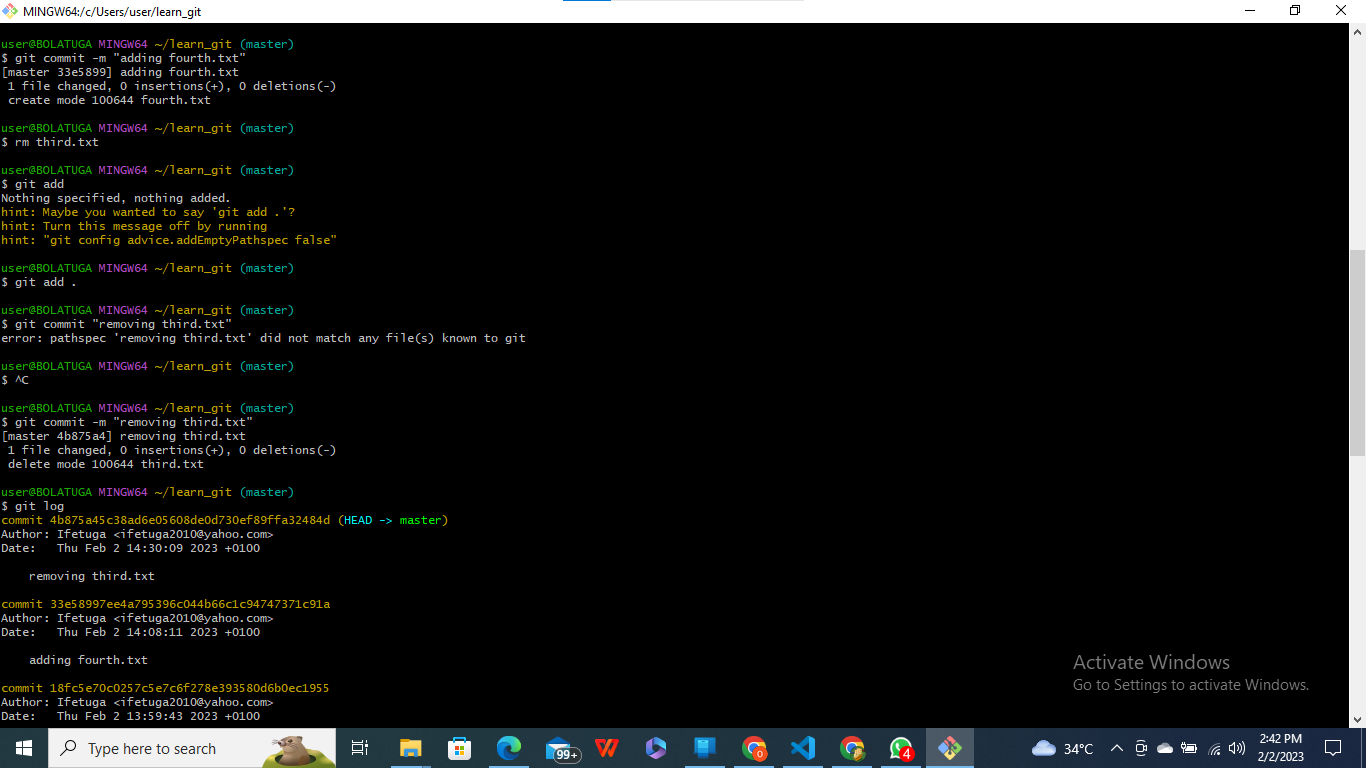 MINGW64:/c/Users/user/learn_git
user@BOLATUGA MINGW64 ~/learn_git (master)
$ git commit -m "adding fourth.txt"
[master 33e5899] adding fourth.txt
 1 file changed, 0 insertions(+), 0 deletions(-)
 create mode 100644 fourth.txt
user@BOLATUGA MINGW64 ~/learn_git (master)
$ rm third.txt
user@BOLATUGA MINGW64 ~/learn_git (master)
$ git add
Nothing specified, nothing added.
hint: Maybe you wanted to say 'git add .'?
hint: Turn this message off by running
hint: "git config advice.addEmptyPathspec false"
user@BOLATUGA MINGW64 ~/learn_git (master)
$ git add .
user@BOLATUGA MINGW64 ~/learn_git (master)
$ git commit "removing third.txt"
error: pathspec 'removing third.txt' did not match any file(s) known to git
user@BOLATUGA MINGW64 ~/learn_git (master)
$ ^C
user@BOLATUGA MINGW64 ~/learn_git (master)
$ git commit -m "removing third.txt"
[master 4b875a4] removing third.txt
 1 file changed, 0 insertions(+), 0 deletions(-)
 delete mode 100644 third.txt
user@BOLATUGA MINGW64 ~/learn_git (master)
$ git log
commit 4b875a45c38ad6e05608de0d730ef89ffa32484d (HEAD -> master)
Author: Ifetuga <ifetuga2010@yahoo.com>
Date:   Thu Feb 2 14:30:09 2023 +0100
    removing third.txt
commit 33e58997ee4a795396c044b66c1c94747371c91a
Author: Ifetuga <ifetuga2010@yahoo.com>
Date:   Thu Feb 2 14:08:11 2023 +0100
    adding fourth.txt
commit 18fc5e70c0257c5e7c6f278e393580d6b0ec1955
Author: Ifetuga <ifetuga2010@yahoo.com>
Date:   Thu Feb 2 13:59:43 2023 +0100
Activate Windows
Go to Settings to activate Windows.
Type here to search
99+
0
4
34°C
2:42 PM
2/2/2023